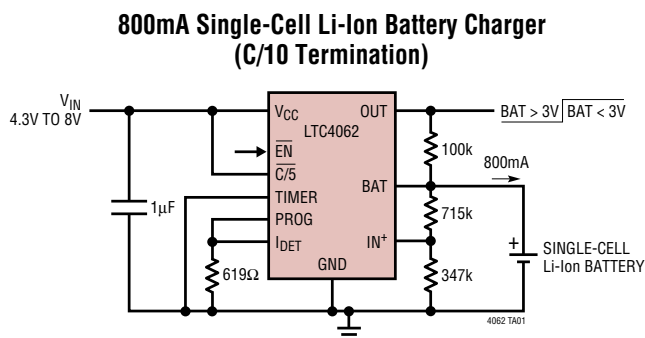 800mA Single-Cell Li-Ion Battery Charger
(C/10 Termination)
VIN
4.3V TO 8V
VCC
OUT
LTC4062
BAT > 3V
BAT < 3V
EN
100k
800mA
C/5
BAT
TIMER
1µF
715k
PROG
IDET
IN+
+
SINGLE-CELL
Li-Ion BATTERY
619Ω
GND
347k
4062 TA01